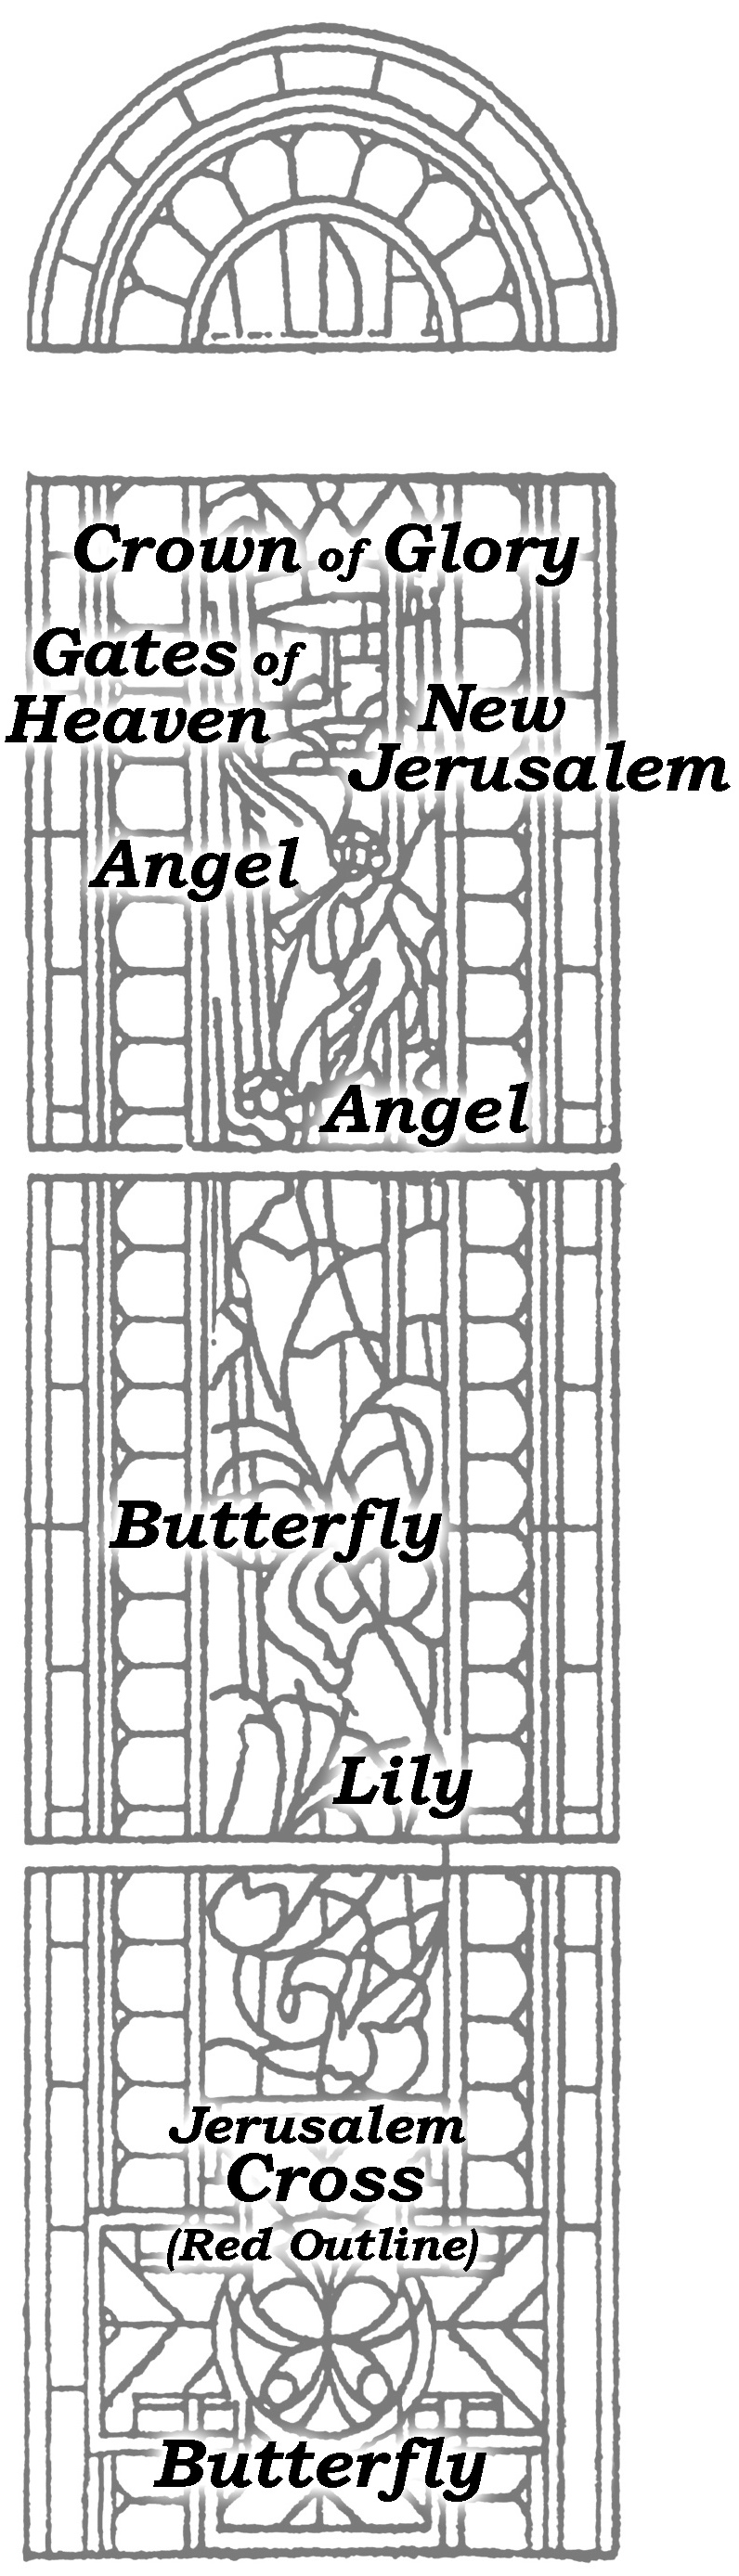 Crown of Glory
Gates of
Heaven
New
Jerusalem
Angel
Angel
Butterfly
Lily
Jerusalem
Cross
(Red Outline)
Butterfly